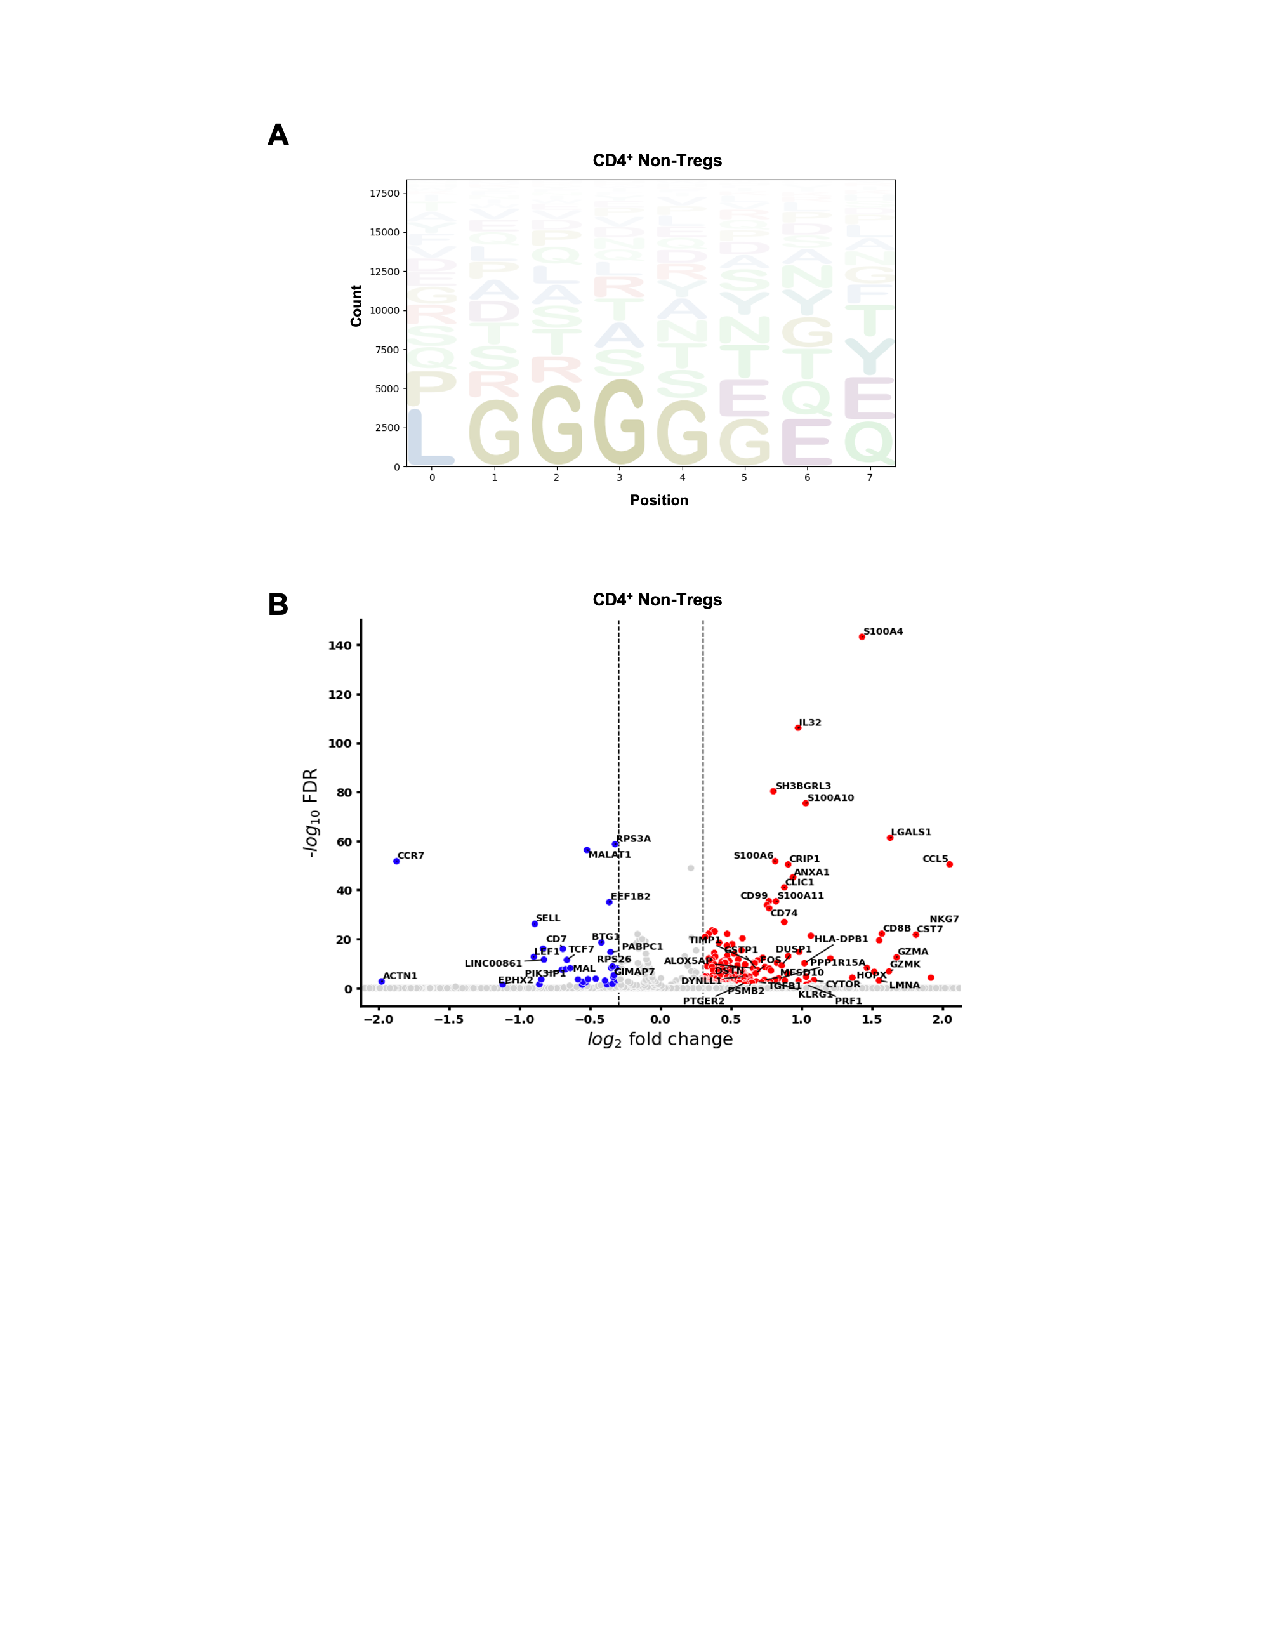 A
CD4+ Non-Tregs
Count
17500
15000
12500
10000
7500
5000
2500
0
L G G G G G E Q
P R R S S E Q E
Q S T A T T T Y
S T S T N N G T
R D A R A Y Y F
G A L L Y S N G
0 1 2 3 4 5 6 7
Position
B
CD4+ Non-Tregs
-log10 FDR
140
120
100
80
60
40
20
0
S100A4
IL32
SH3BGRL3
S100A10
LGALS1
RPS3A
MALAT1
CCR7
S100A6
CRIP1
CCL5
ANXA1
CLIC1
EEF1B2
CD99
S100A11
CD74
SELL
NKG7
CD8B
CST7
CD7
BTG1
TIMP1
HLA-DPB1
LEF1
TCF7
PABPC1
GSTP1
DUSP1
GZMA
LINC00861
RPS26
ALOX5AP
FOS
PPP1R15A
GZMK
PIK3IP1
MAL
GIMAP7
OSTN
MFSD10
HOPX
ACTN1
EPHX2
DYNLL1
PSMB2
TGFB1
CYTOR
LMNA
PTGER2
KLRG1
PRF1
−2.0 −1.5 −1.0 −0.5 0.0 0.5 1.0 1.5 2.0
log2 fold change